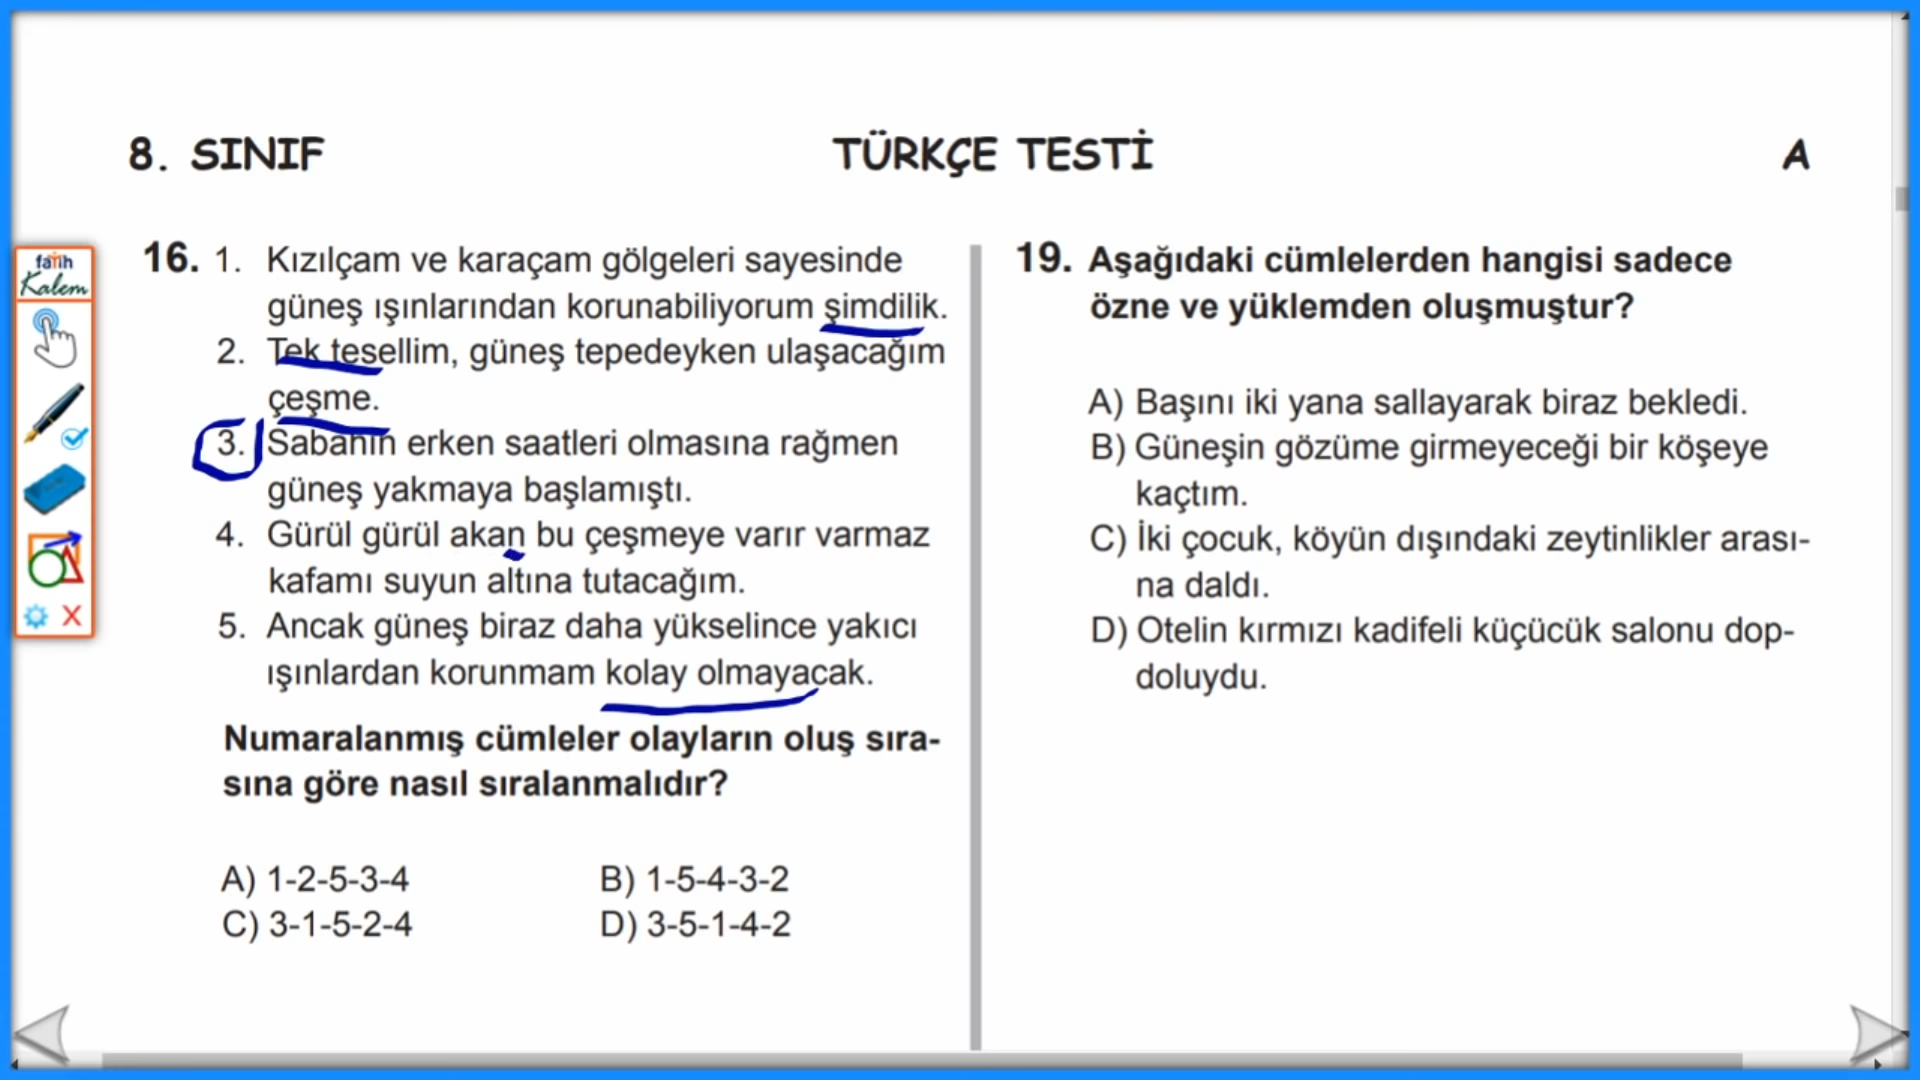 8. SINIF
TÜRKÇE TESTİ
A
fatih
Kalem
16. 1. Kızılçam ve karaçam gölgeleri sayesinde
güneş ışınlarından korunabiliyorum şimdilik.
2. Tek tesellim, güneş tepedeyken ulaşacağım
çeşme.
3. Sabahın erken saatleri olmasına rağmen
güneş yakmaya başlamıştı.
4. Gürül gürül akan bu çeşmeye varır varmaz
kafamı suyun altına tutacağım.
5. Ancak güneş biraz daha yükselince yakıcı
ışınlardan korunmam kolay olmayacak.
Numaralanmış cümleler olayların oluş sıra-
sına göre nasıl sıralanmalıdır?
A) 1-2-5-3-4 B) 1-5-4-3-2
C) 3-1-5-2-4 D) 3-5-1-4-2
19. Aşağıdaki cümlelerden hangisi sadece
özne ve yüklemden oluşmuştur?
A) Başını iki yana sallayarak biraz bekledi.
B) Güneşin gözüme girmeyeceği bir köşeye
kaçtım.
C) İki çocuk, köyün dışındaki zeytinlikler arası-
na daldı.
D) Otelin kırmızı kadifeli küçücük salonu dop-
doluydu.